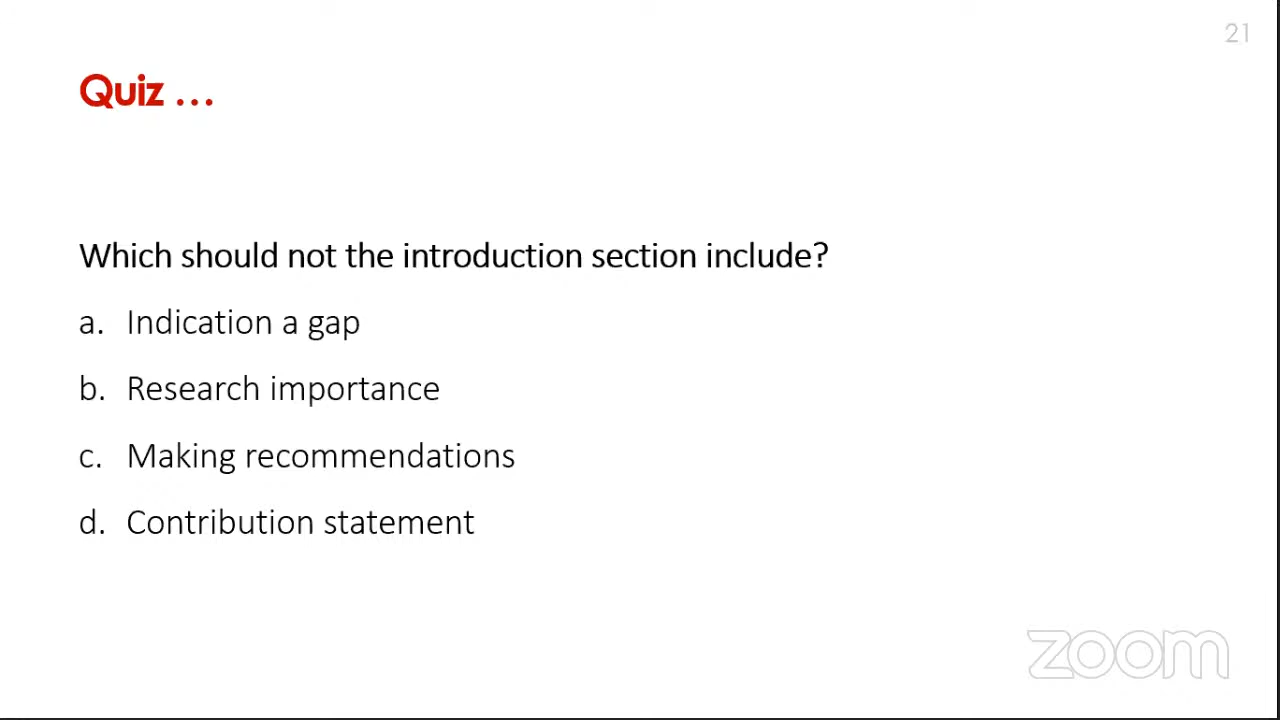 21
Quiz ...
Which should not the introduction section include?
a. Indication a gap
b. Research importance
c. Making recommendations
d. Contribution statement
zoom